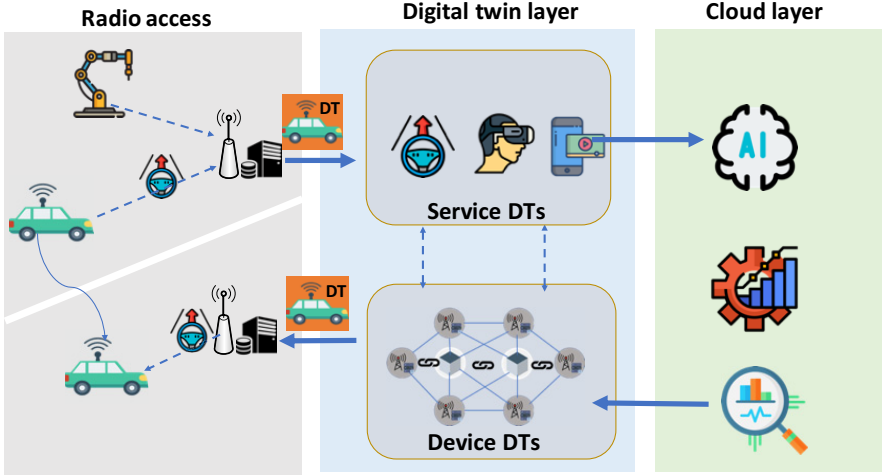 Radio access
Digital twin layer
Cloud layer
DT
AI
Service DTs
DT
Device DTs